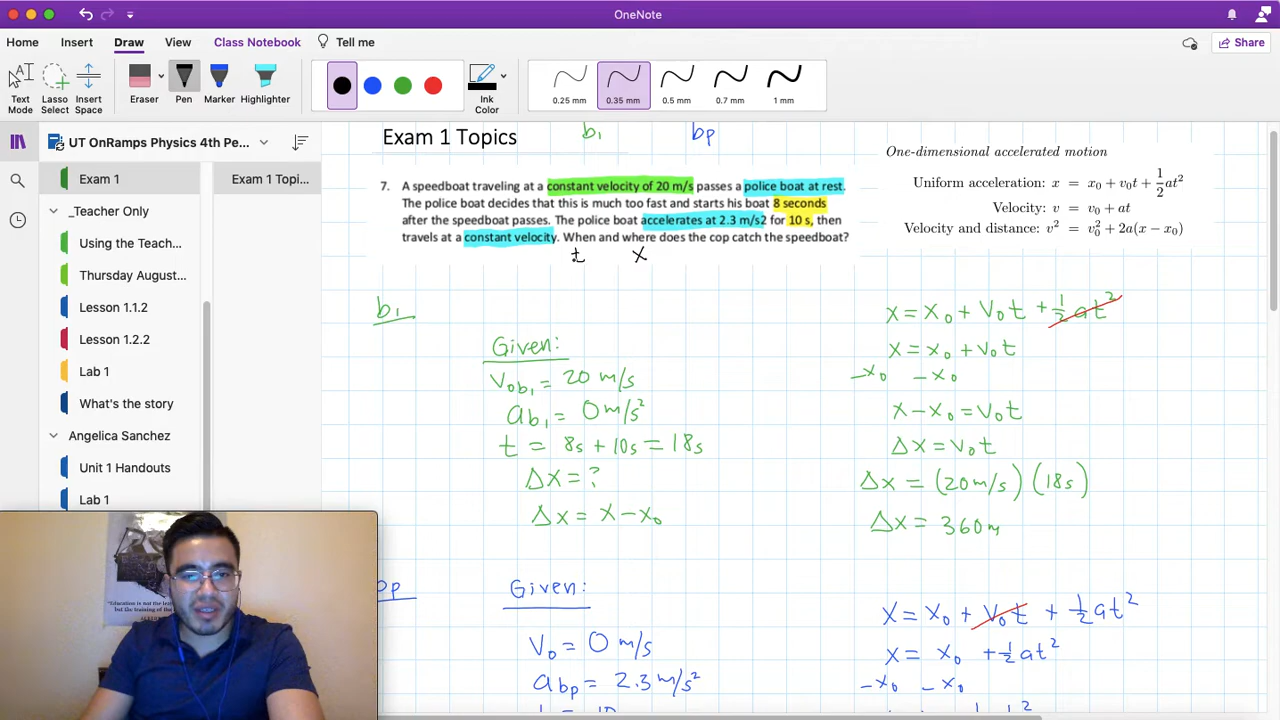 OneNote
Home Insert Draw View Class Notebook Tell me Share
Text Mode
Lasso Select
Insert Space
Eraser
Pen
Marker
Highlighter
Ink Color
0.25 mm
0.35 mm
0.5 mm
0.7 mm
1 mm
UT OnRamps Physics 4th Pe...
Exam 1
_Teacher Only
Using the Teach...
Thursday August...
Lesson 1.1.2
Lesson 1.2.2
Lab 1
What's the story
Angelica Sanchez
Unit 1 Handouts
Lab 1
Exam 1 Topi...
Exam 1 Topics
b₁
bp
7. A speedboat traveling at a constant velocity of 20 m/s passes a police boat at rest.
The police boat decides that this is much too fast and starts his boat 8 seconds
after the speedboat passes. The police boat accelerates at 2.3 m/s2 for 10 s, then
travels at a constant velocity. When and where does the cop catch the speedboat?
t x
One-dimensional accelerated motion
Uniform acceleration: x = x₀ + v₀t + 1/2 at²
Velocity: v = v₀ + at
Velocity and distance: v² = v₀² + 2a(x − x₀)
b₁
Given:
V₀b₁ = 20 m/s
ab₁ = 0 m/s²
t = 8s + 10s = 18s
Δx = ?
Δx = x − x₀
x = x₀ + v₀t + 1/2 at²
x = x₀ + v₀t
−x₀ −x₀
x − x₀ = v₀t
Δx = v₀t
Δx = (20 m/s)(18s)
Δx = 360m
Given:
V₀ = 0 m/s
abp = 2.3 m/s²
x = x₀ + v₀t + 1/2 at²
x = x₀ + 1/2 at²
−x₀ −x₀